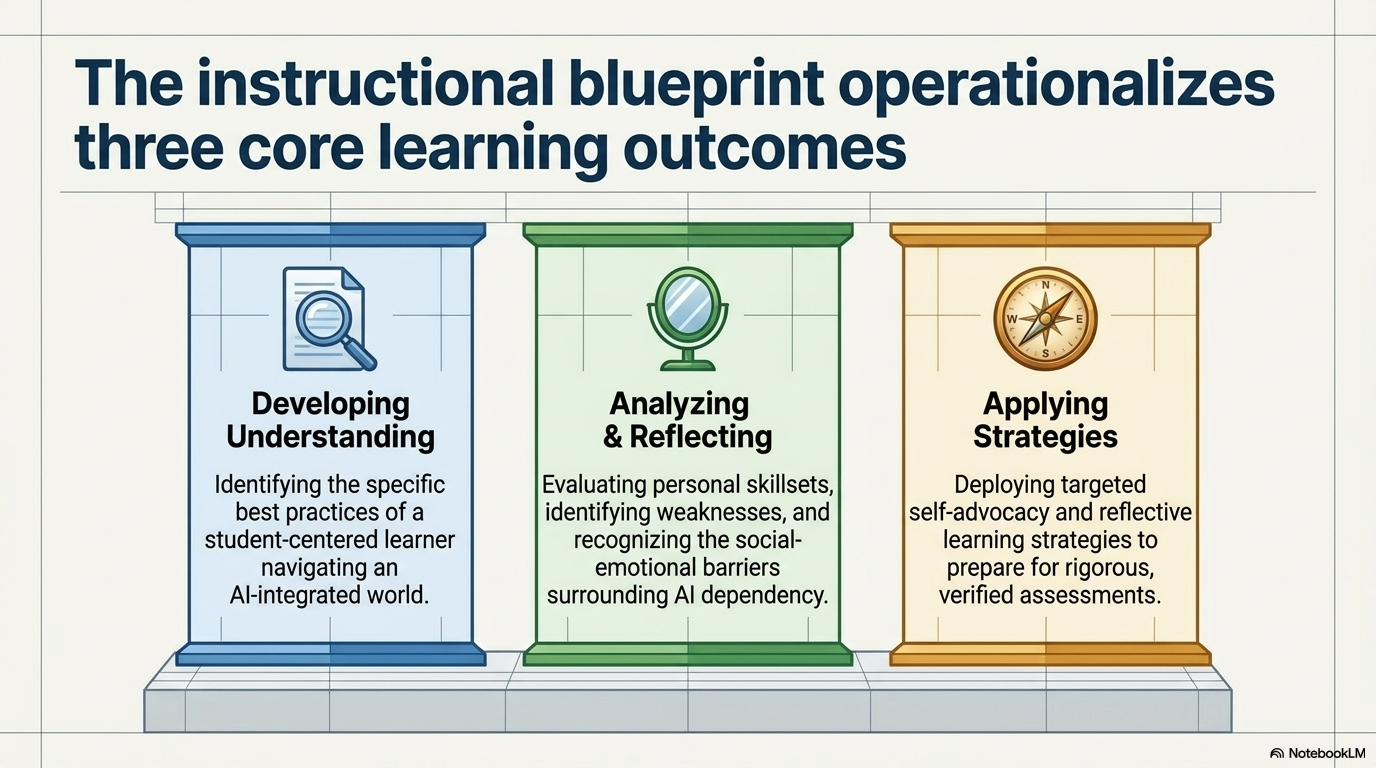 The instructional blueprint operationalizes
three core learning outcomes
Developing
Understanding
Identifying the specific
best practices of a
student-centered learner
navigating an
AI-integrated world.
Analyzing
& Reflecting
Evaluating personal skillsets,
identifying weaknesses, and
recognizing the social-
emotional barriers
surrounding AI dependency.
N
W
E
S
Applying
Strategies
Deploying targeted
self-advocacy and reflective
learning strategies to
prepare for rigorous,
verified assessments.
NotebookLM